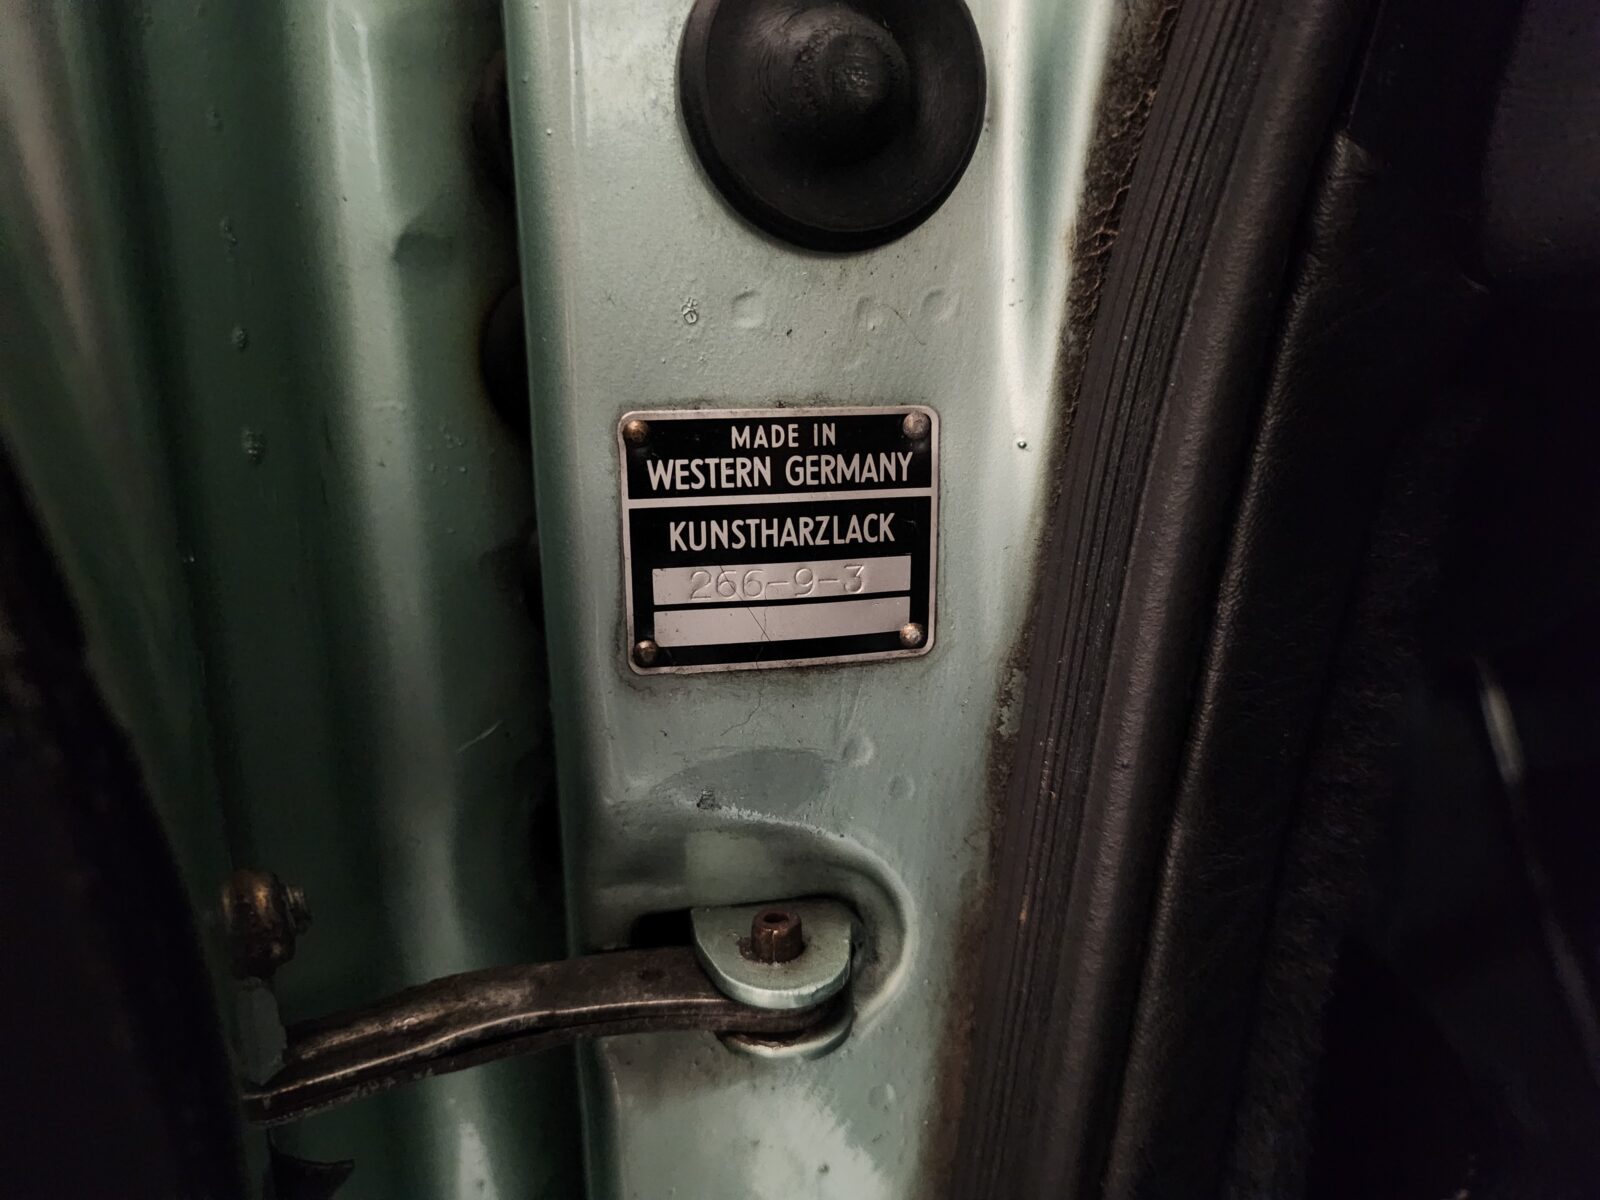 MADE IN
WESTERN GERMANY
KUNSTHARZLACK
266-9-3